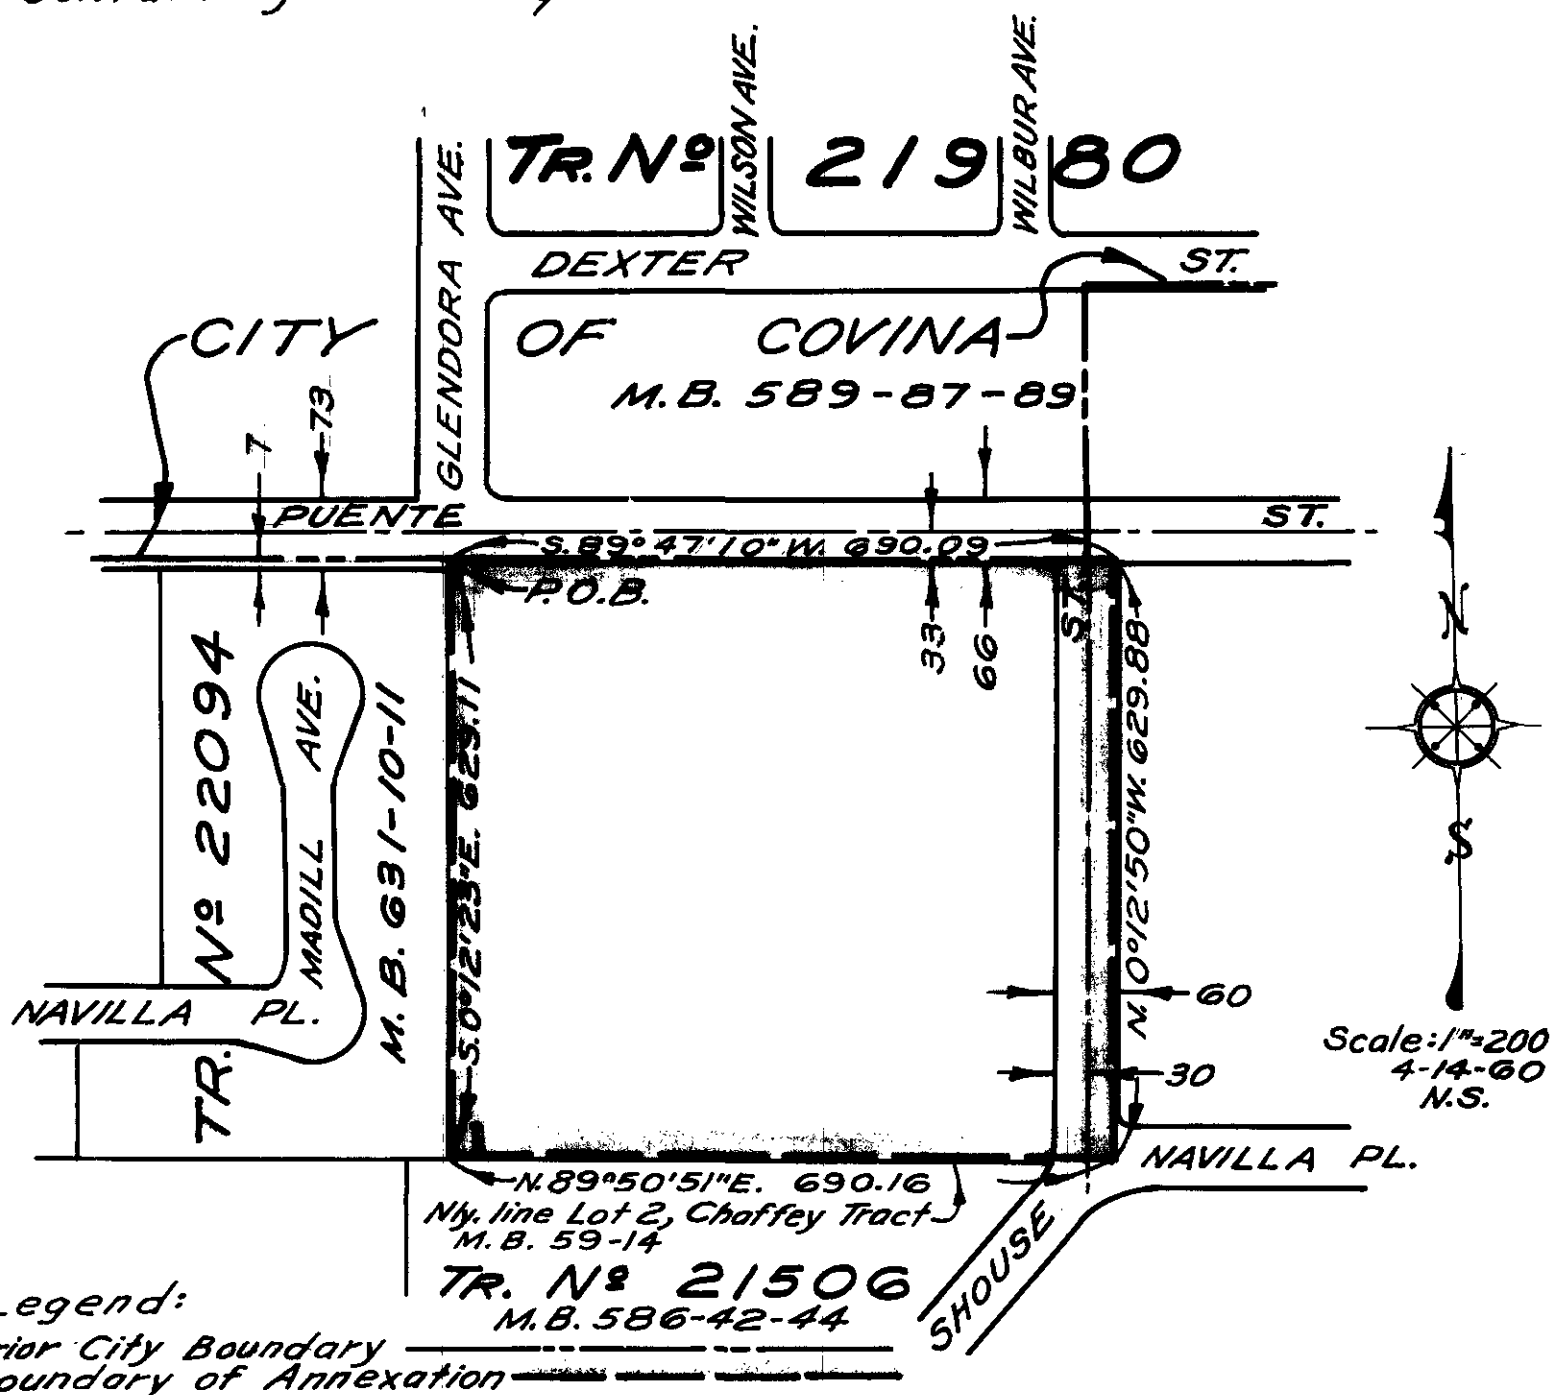 WILSON AVE.
WILBUR AVE.
TR. Nº 21980
GLENDORA AVE.
DEXTER ST.
CITY OF COVINA
M.B. 589-87-89
7
73
PUENTE ST.
S. 89° 47' 10" W. 690.09
P.O.B.
33
66
ST.
TR. Nº 22094
MADILL AVE.
M. B. 631-10-11
S. 0° 12' 23" E. 629.11
N. 0° 12' 50" W. 629.88
N
S
NAVILLA PL.
60
30
Scale: 1"=200
4-14-60
N.S.
NAVILLA PL.
N. 89° 50' 51" E. 690.16
Nly. line Lot 2, Chaffey Tract
M. B. 59-14
TR. Nº 21506
M.B. 586-42-44
SHOUSE
Legend:
rior City Boundary
oundary of Annexation